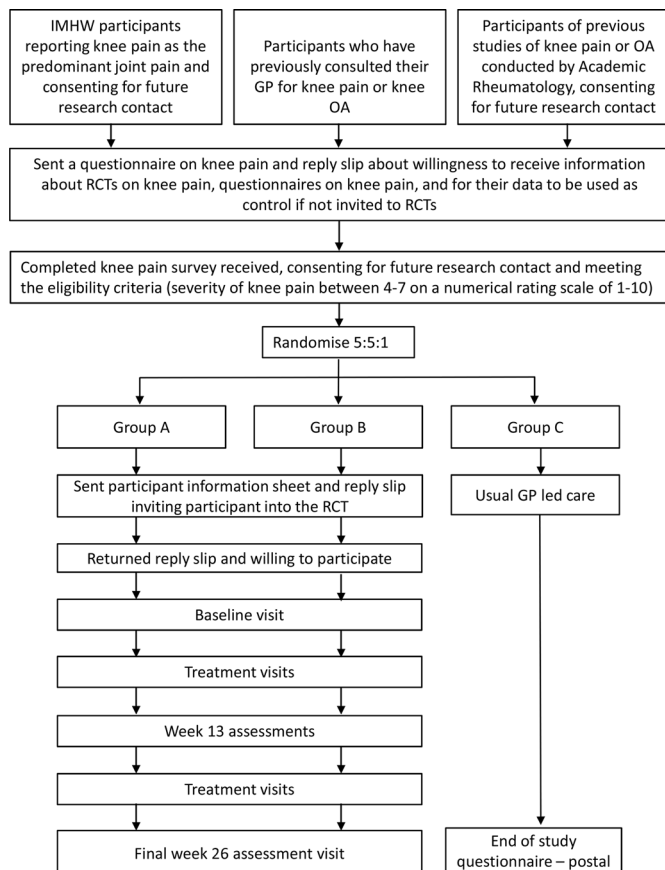 IMHW participants
reporting knee pain as the
predominant joint pain and
consenting for future
research contact
Participants who have
previously consulted their
GP for knee pain or knee
OA
Participants of previous
studies of knee pain or OA
conducted by Academic
Rheumatology, consenting
for future research contact
Sent a questionnaire on knee pain and reply slip about willingness to receive information
about RCTs on knee pain, questionnaires on knee pain, and for their data to be used as
control if not invited to RCTs
Completed knee pain survey received, consenting for future research contact and meeting
the eligibility criteria (severity of knee pain between 4-7 on a numerical rating scale of 1-10)
Randomise 5:5:1
Group A
Group B
Group C
Sent participant information sheet and reply slip
inviting participant into the RCT
Usual GP led care
Returned reply slip and willing to participate
Baseline visit
Treatment visits
Week 13 assessments
Treatment visits
Final week 26 assessment visit
End of study
questionnaire – postal